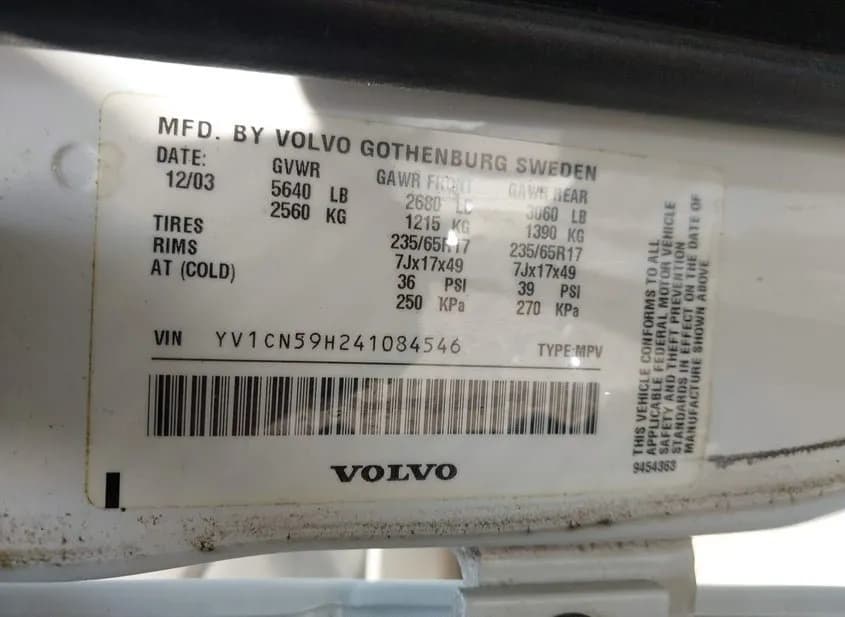 MFD. BY VOLVO GOTHENBURG SWEDEN
DATE: GVWR GAWR FRONT GAWR REAR
12/03 5640 LB 2680 LB 3060 LB
2560 KG 1215 KG 1390 KG
TIRES 235/65R17 235/65R17
RIMS 7Jx17x49 7Jx17x49
AT (COLD) 36 PSI 39 PSI
250 KPa 270 KPa
VIN YV1CN59H241084546 TYPE:MPV
VOLVO
THIS VEHICLE CONFORMS TO ALL
APPLICABLE FEDERAL MOTOR VEHICLE
SAFETY AND THEFT PREVENTION
STANDARDS IN EFFECT ON THE DATE OF
MANUFACTURE SHOWN ABOVE
9454363